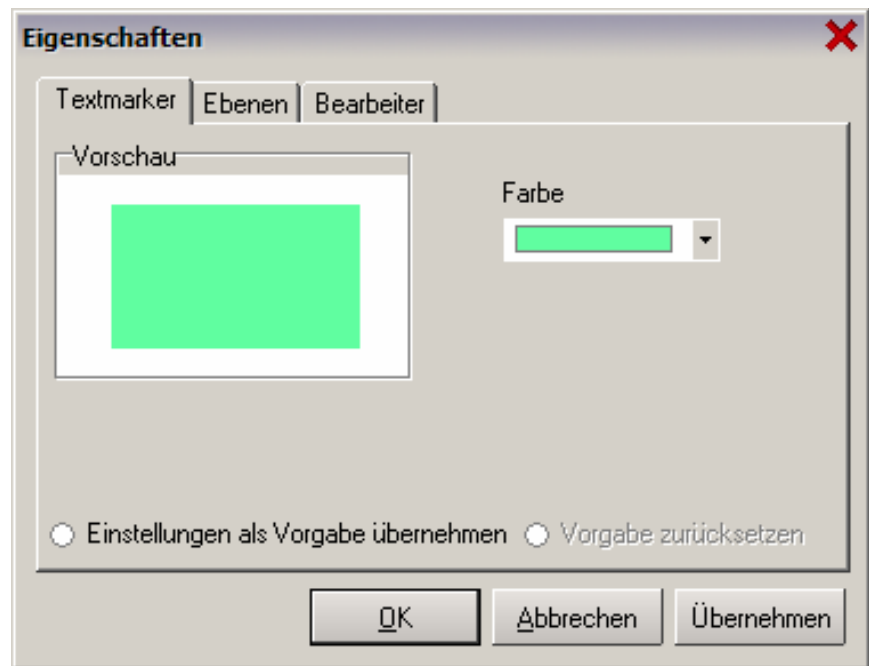 Eigenschaften
Textmarker Ebenen Bearbeiter
Vorschau
Farbe
Einstellungen als Vorgabe übernehmen Vorgabe zurücksetzen
OK Abbrechen Übernehmen